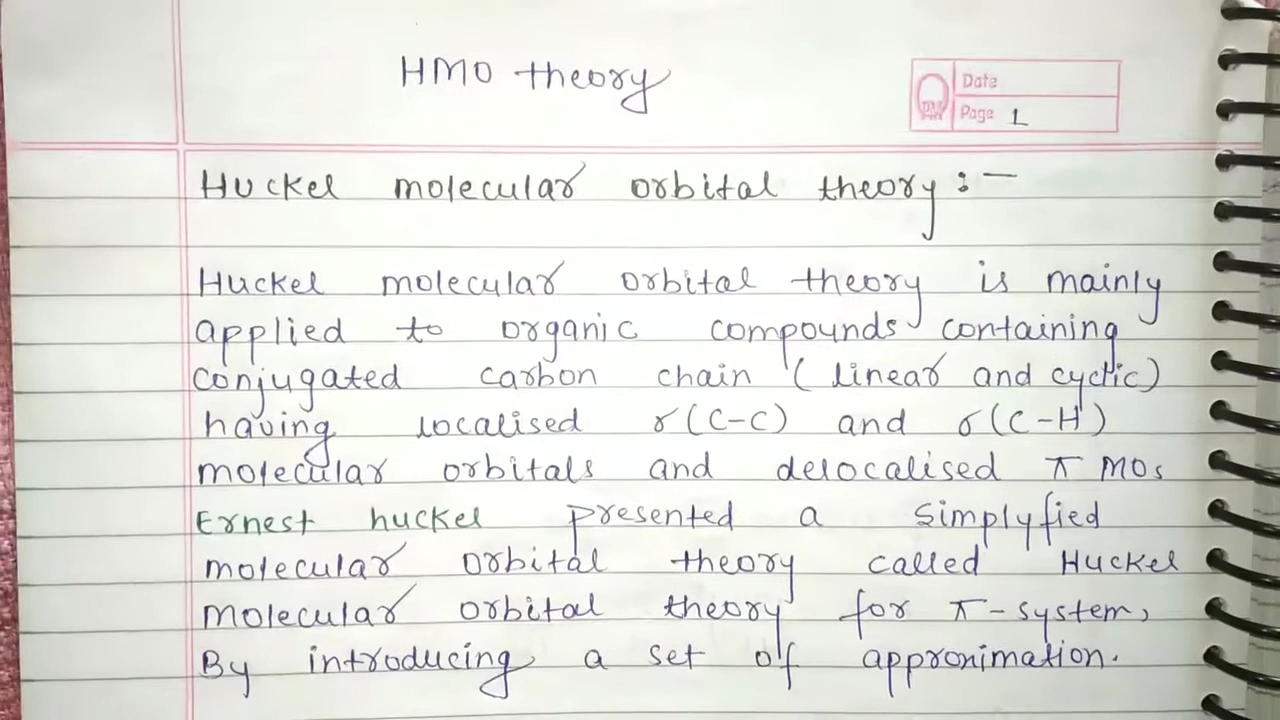 HMO theory
Date
Page 1
Huckel molecular orbital theory :-
Huckel molecular orbital theory is mainly
applied to organic compounds containing
conjugated carbon chain (linear and cyclic)
having localised σ(C-C) and σ(C-H)
molecular orbitals and delocalised π MOs
Ernest huckel presented a simplyfied
molecular orbital theory called Huckel
Molecular orbital theory for π-system,
By introducing a set of approximation.